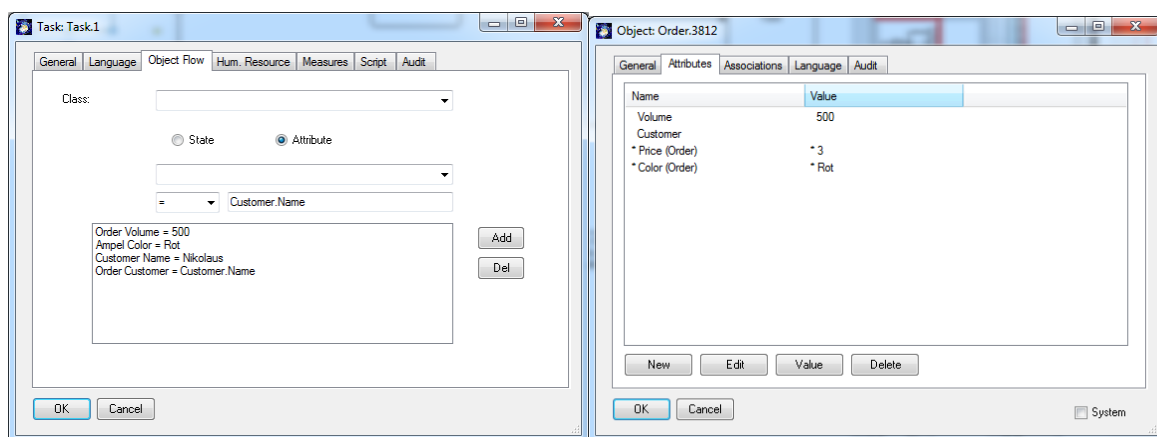 Task: Task.1
General Language Object Flow Hum. Resource Measures Script Audit
Class:
State Attribute
= Customer.Name
Order Volume = 500
Ampel Color = Rot
Customer Name = Nikolaus
Order Customer = Customer.Name
Add
Del
OK Cancel
Object: Order.3812
General Attributes Associations Language Audit
Name Value
Volume 500
Customer
* Price (Order) * 3
* Color (Order) * Rot
New Edit Value Delete
OK Cancel System